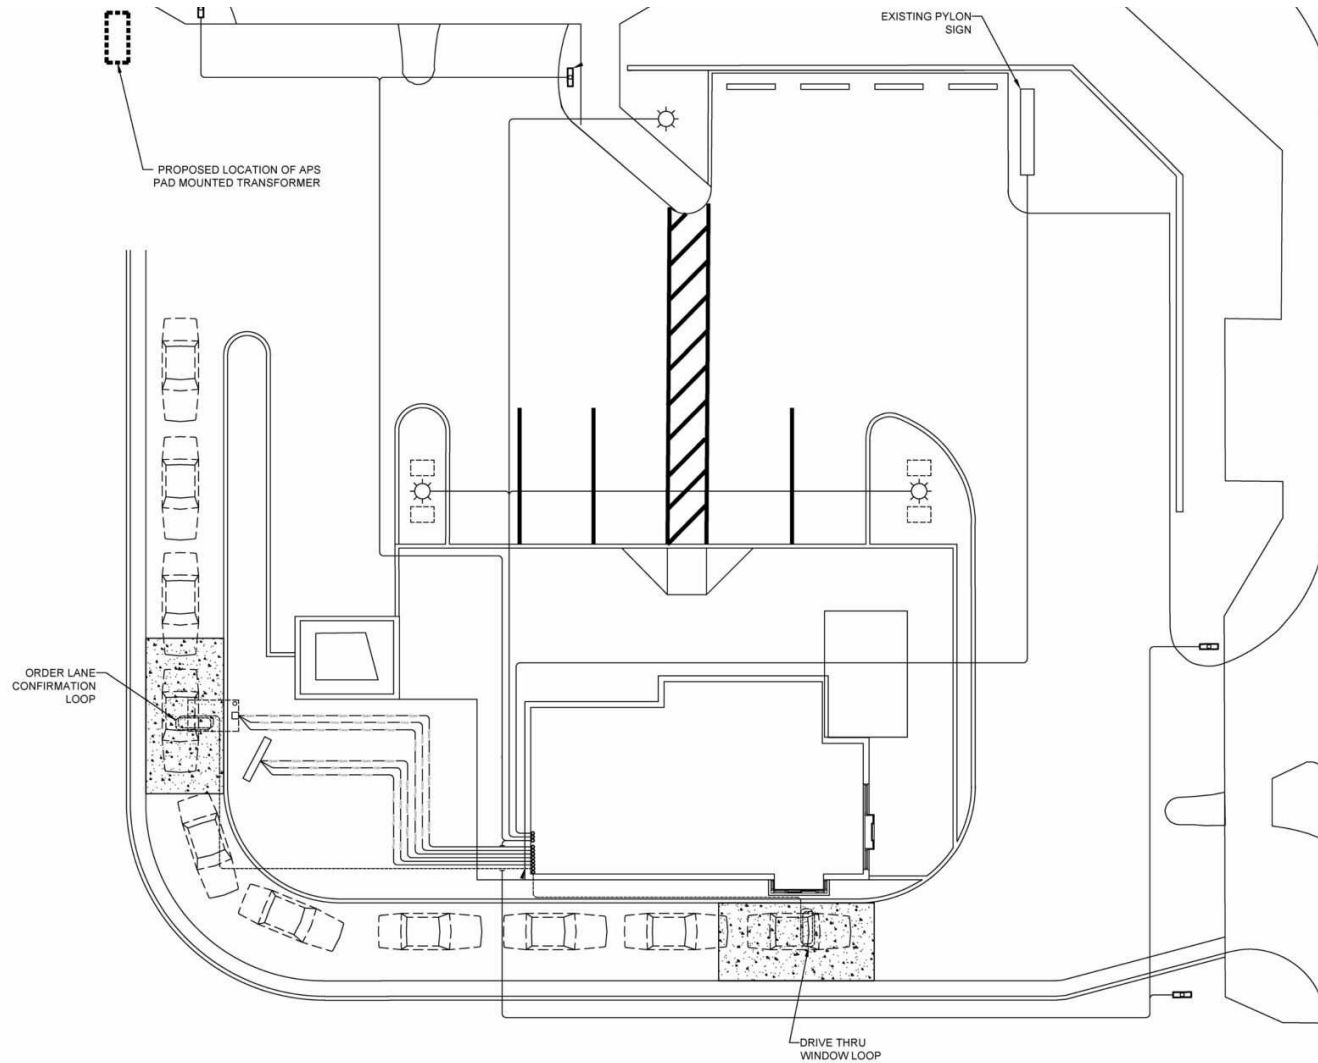 EXISTING PYLON
SIGN
PROPOSED LOCATION OF APS
PAD MOUNTED TRANSFORMER
ORDER LANE
CONFIRMATION
LOOP
DRIVE THRU
WINDOW LOOP